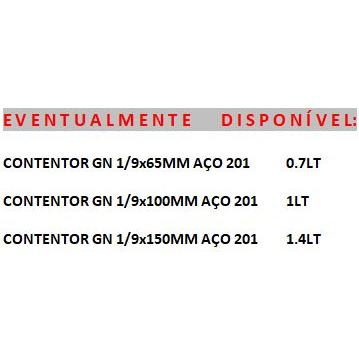 EVENTUALMENTE DISPONÍVEL:
CONTENTOR GN 1/9x65MM AÇO 201 0.7LT
CONTENTOR GN 1/9x100MM AÇO 201 1LT
CONTENTOR GN 1/9x150MM AÇO 201 1.4LT